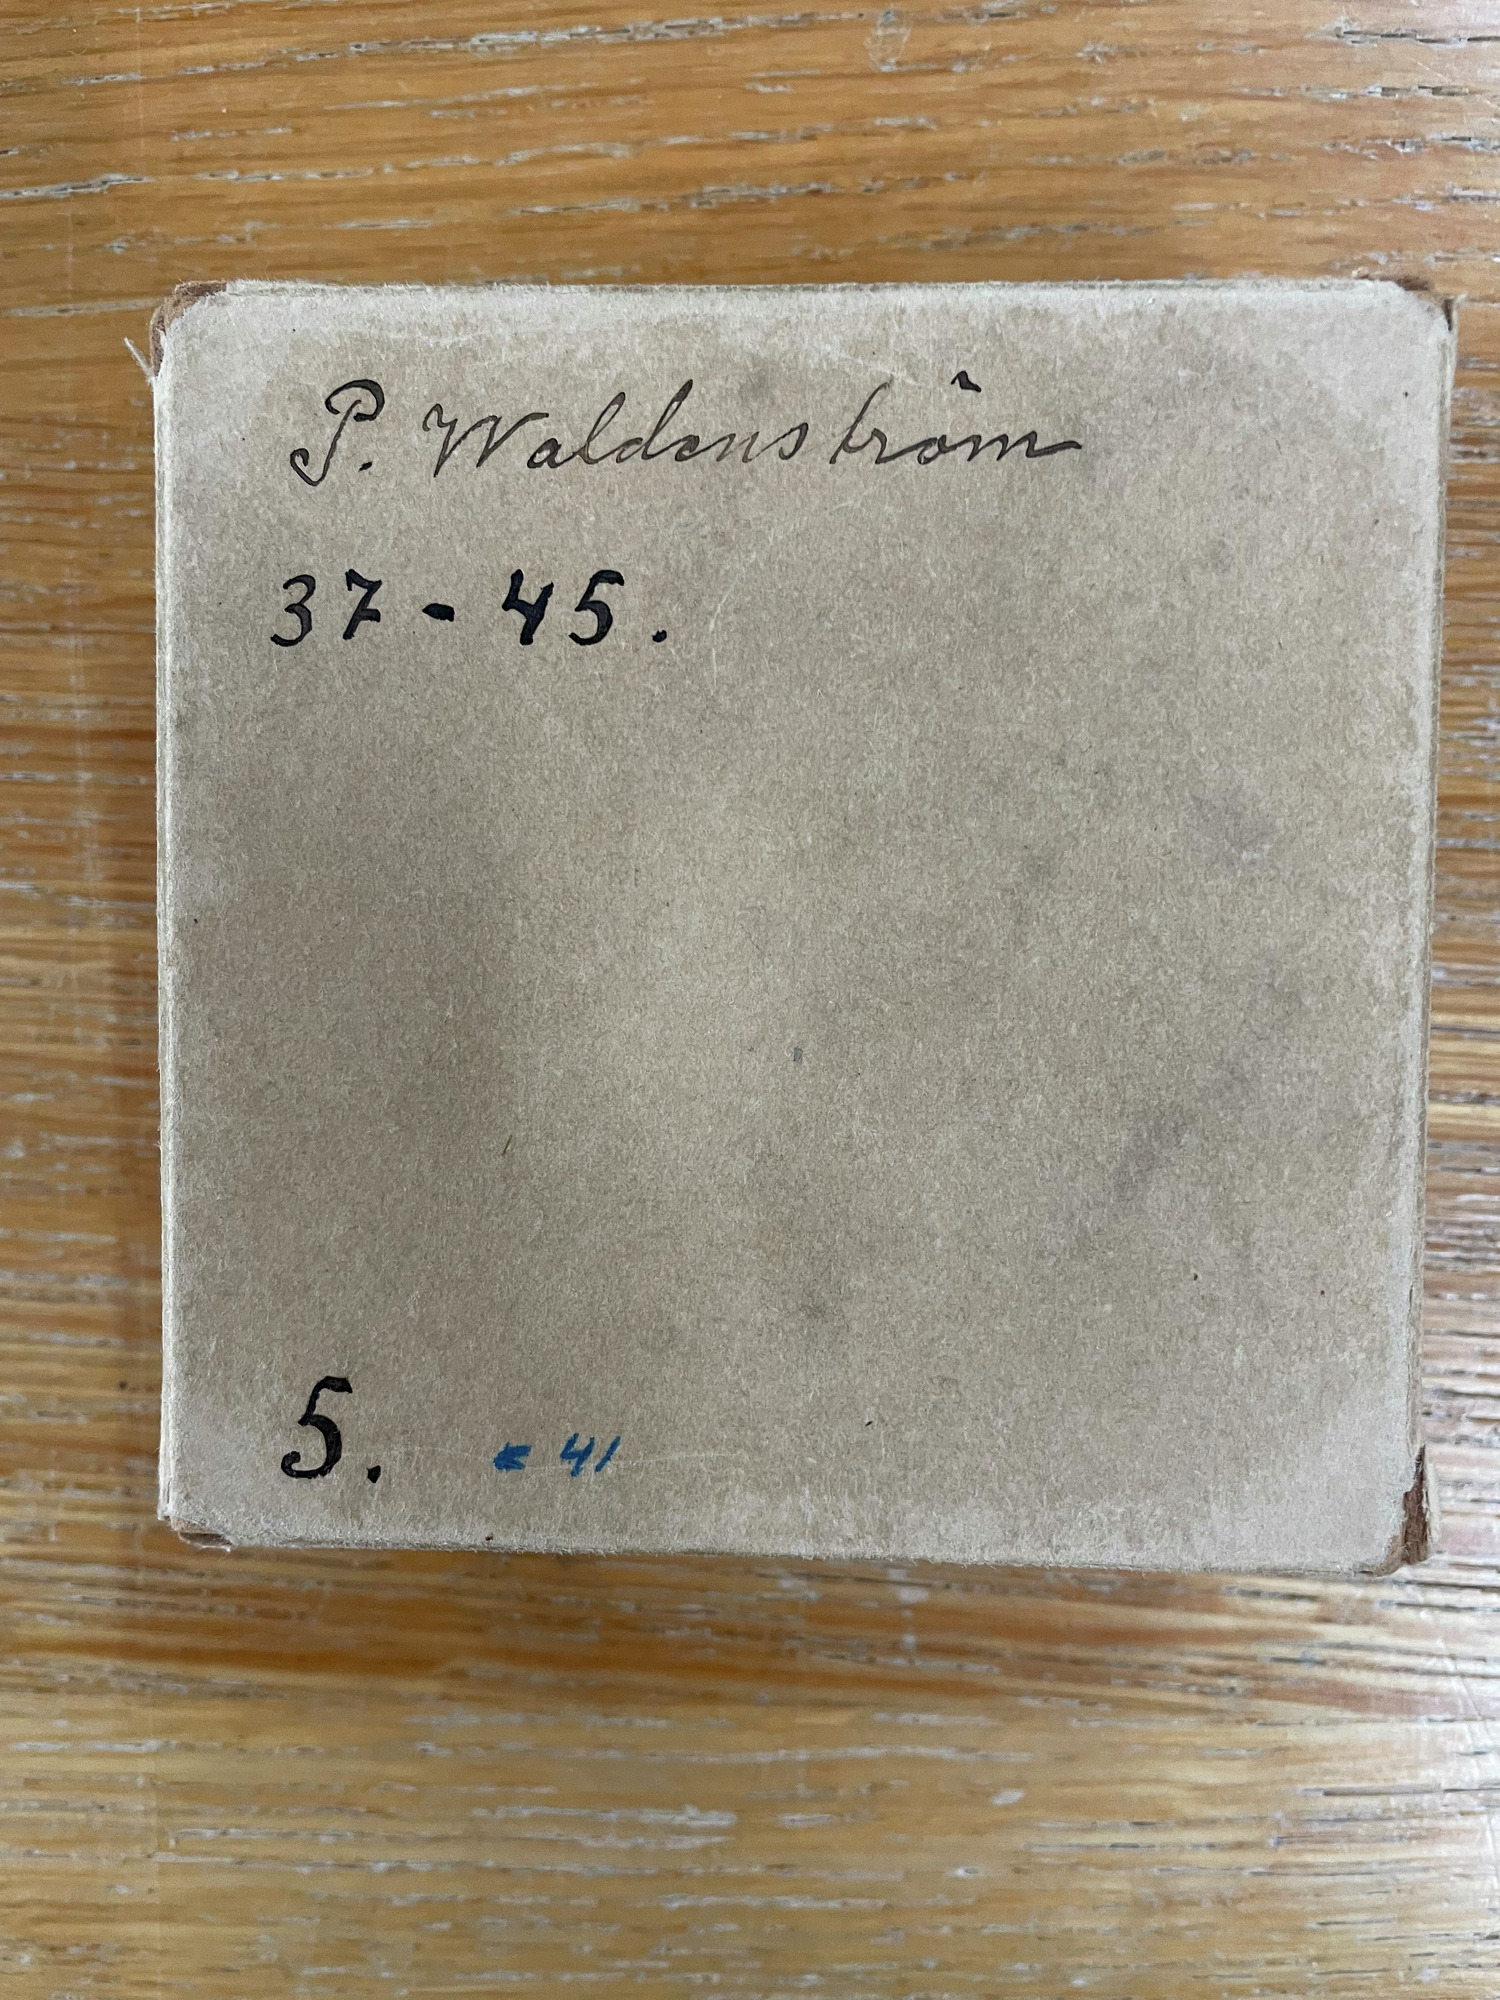 P. Waldenström
37-45.
5. - 41